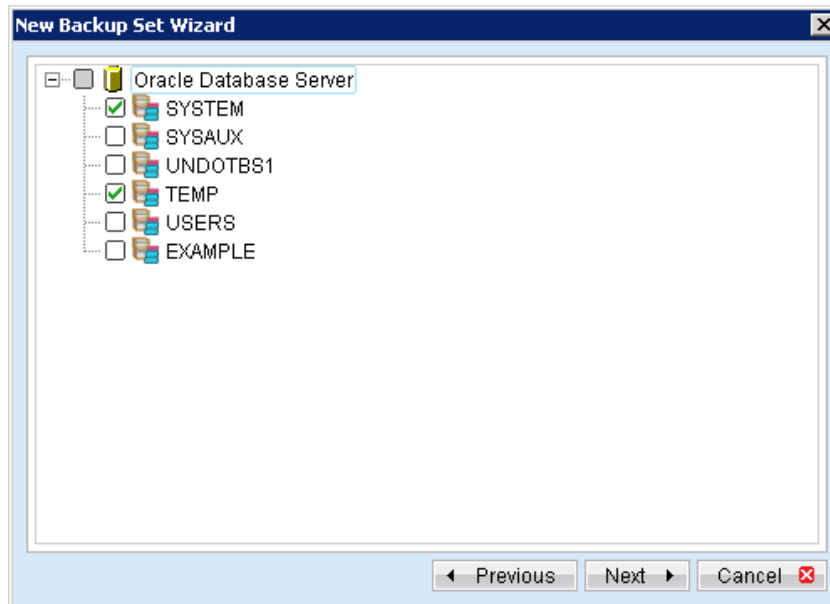 New Backup Set Wizard
Oracle Database Server
SYSTEM
SYSAUX
UNDOTBS1
TEMP
USERS
EXAMPLE
Previous Next Cancel